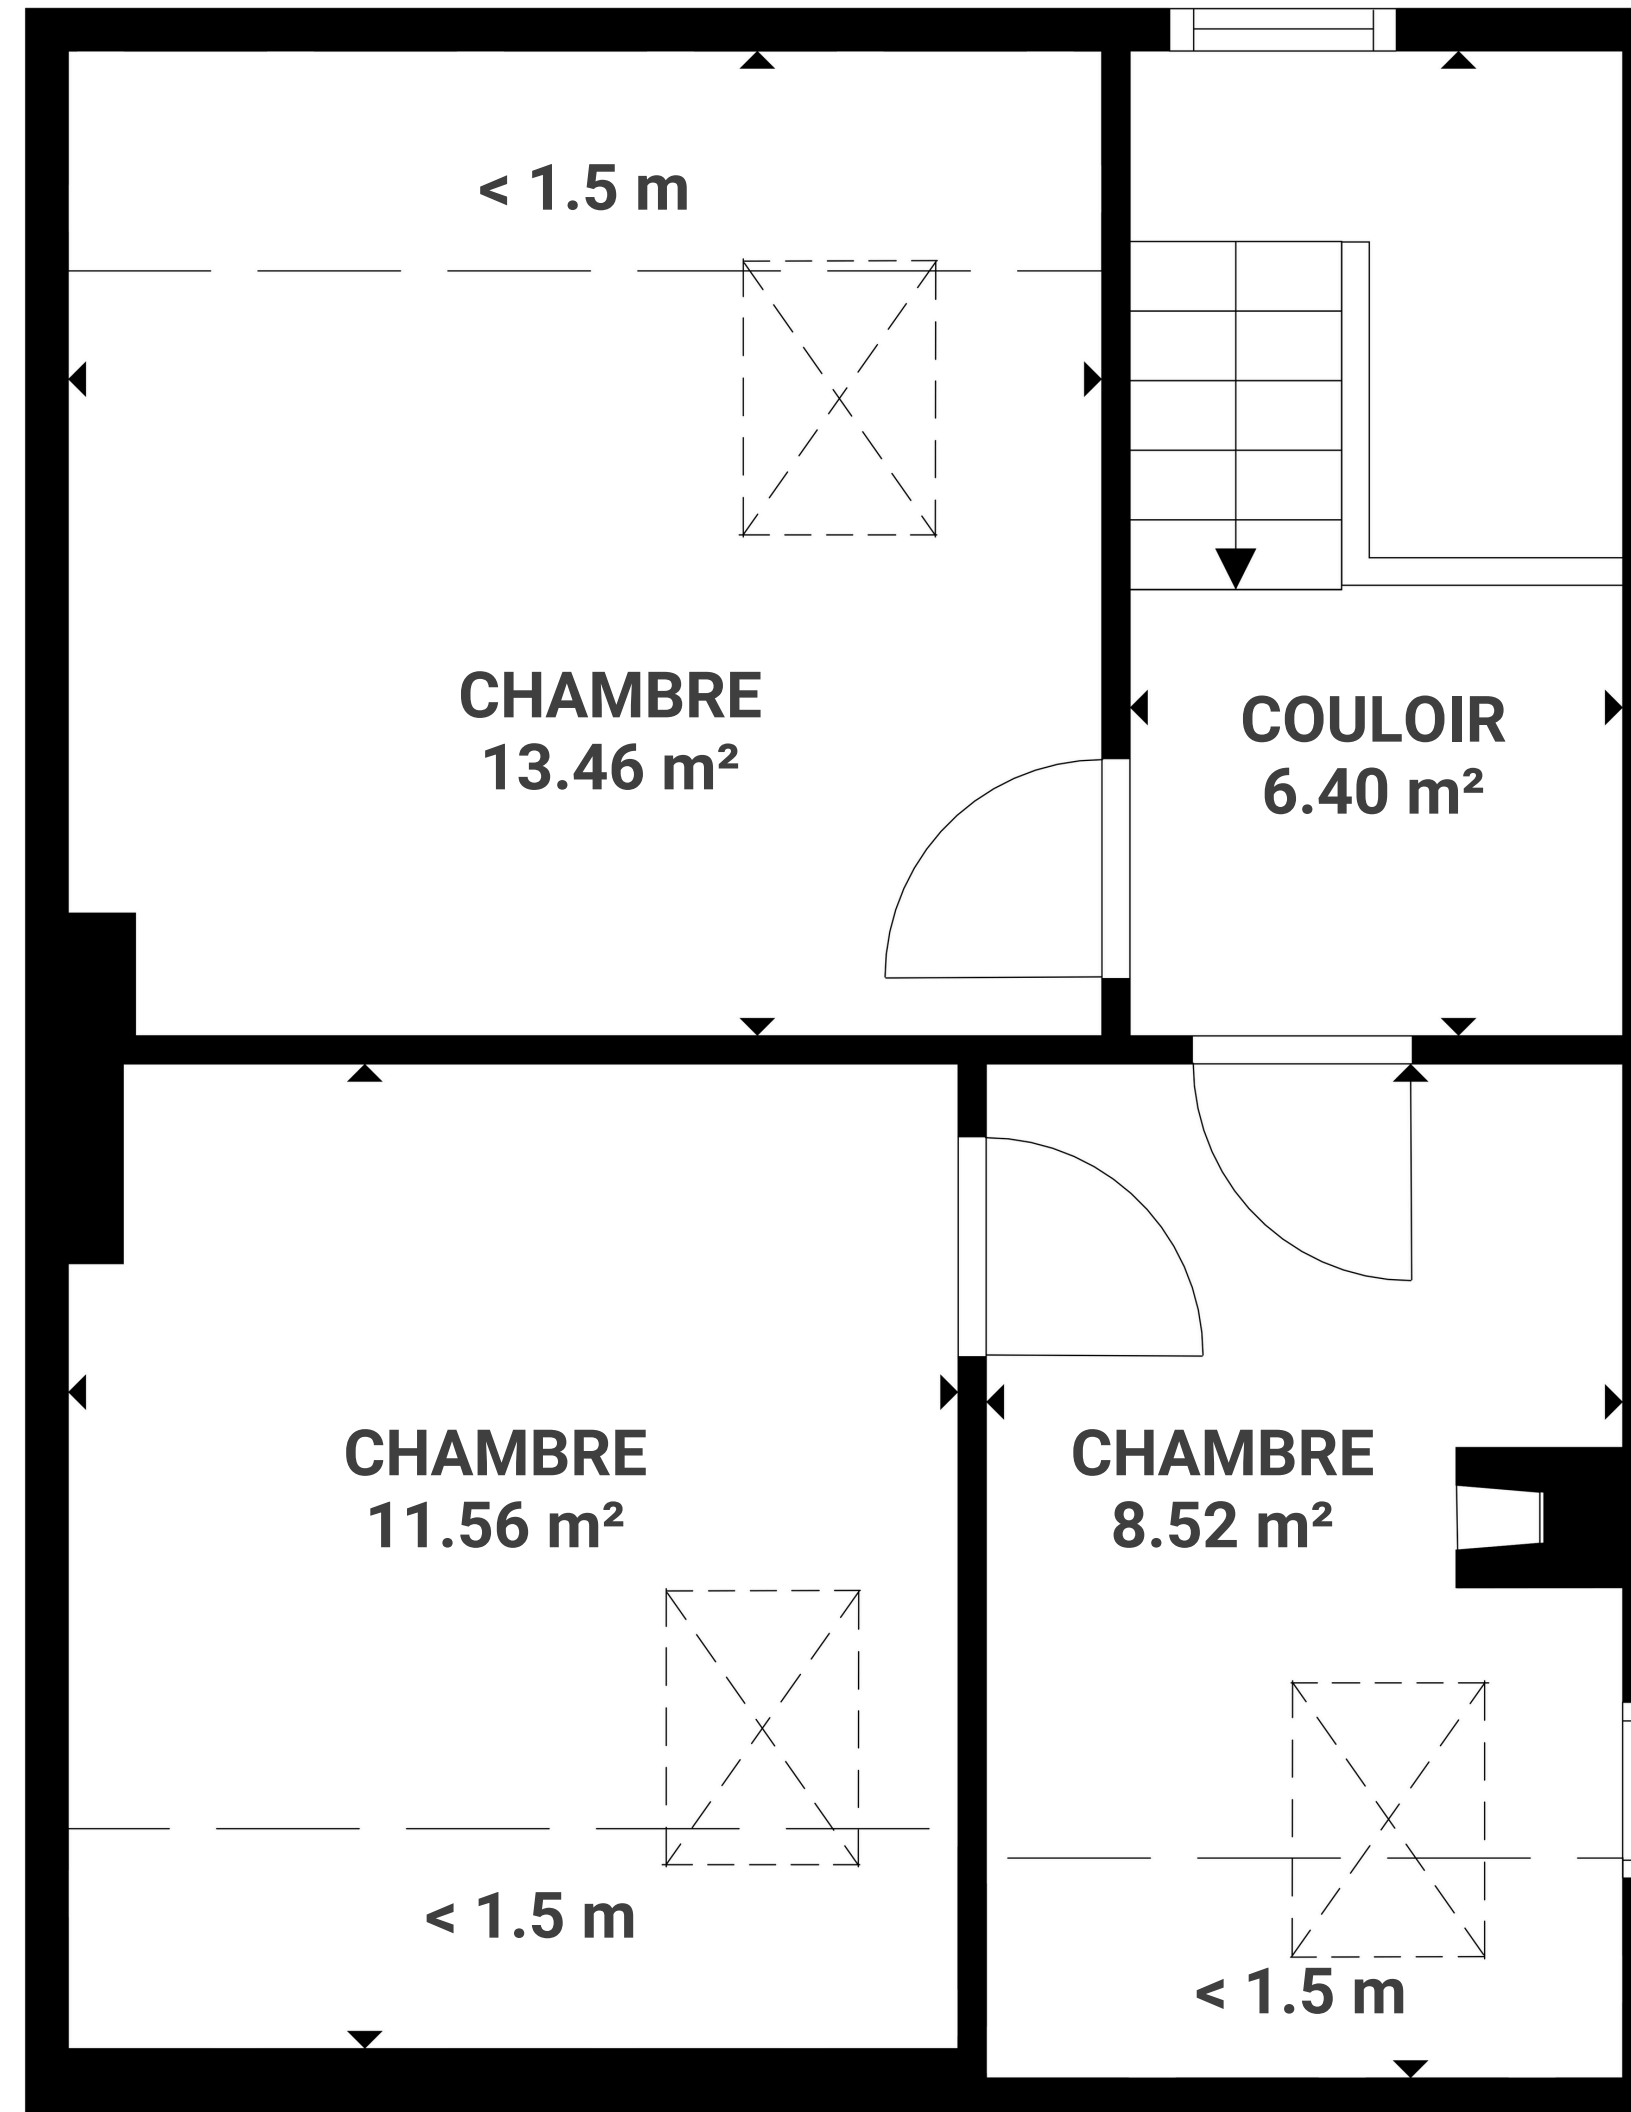 < 1.5 m
CHAMBRE
13.46 m²
COULOIR
6.40 m²
CHAMBRE
11.56 m²
CHAMBRE
8.52 m²
< 1.5 m
< 1.5 m